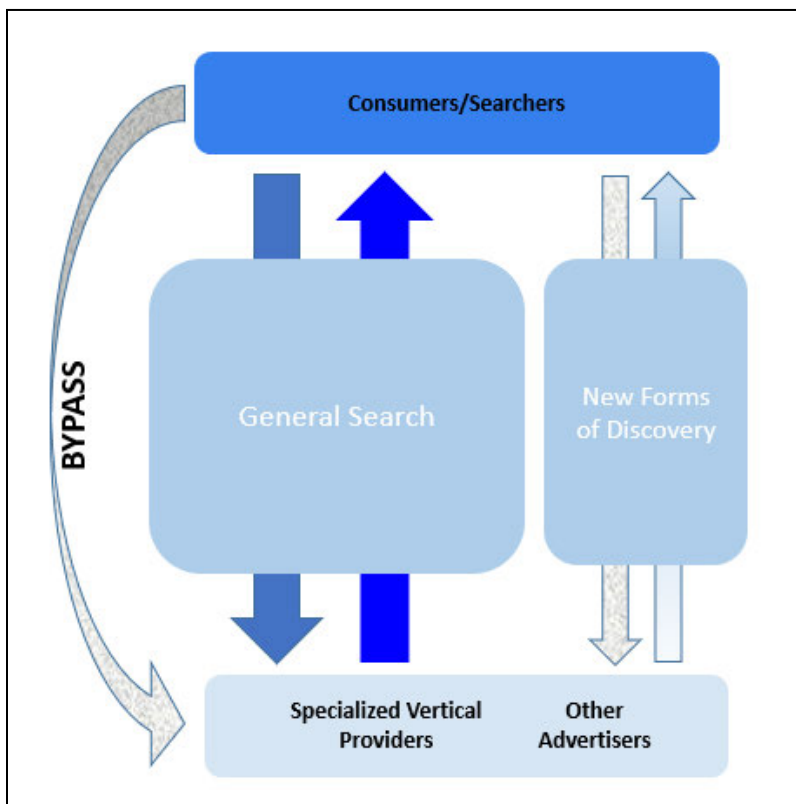 Consumers/Searchers
BYPASS
General Search
New Forms
of Discovery
Specialized Vertical
Providers
Other
Advertisers